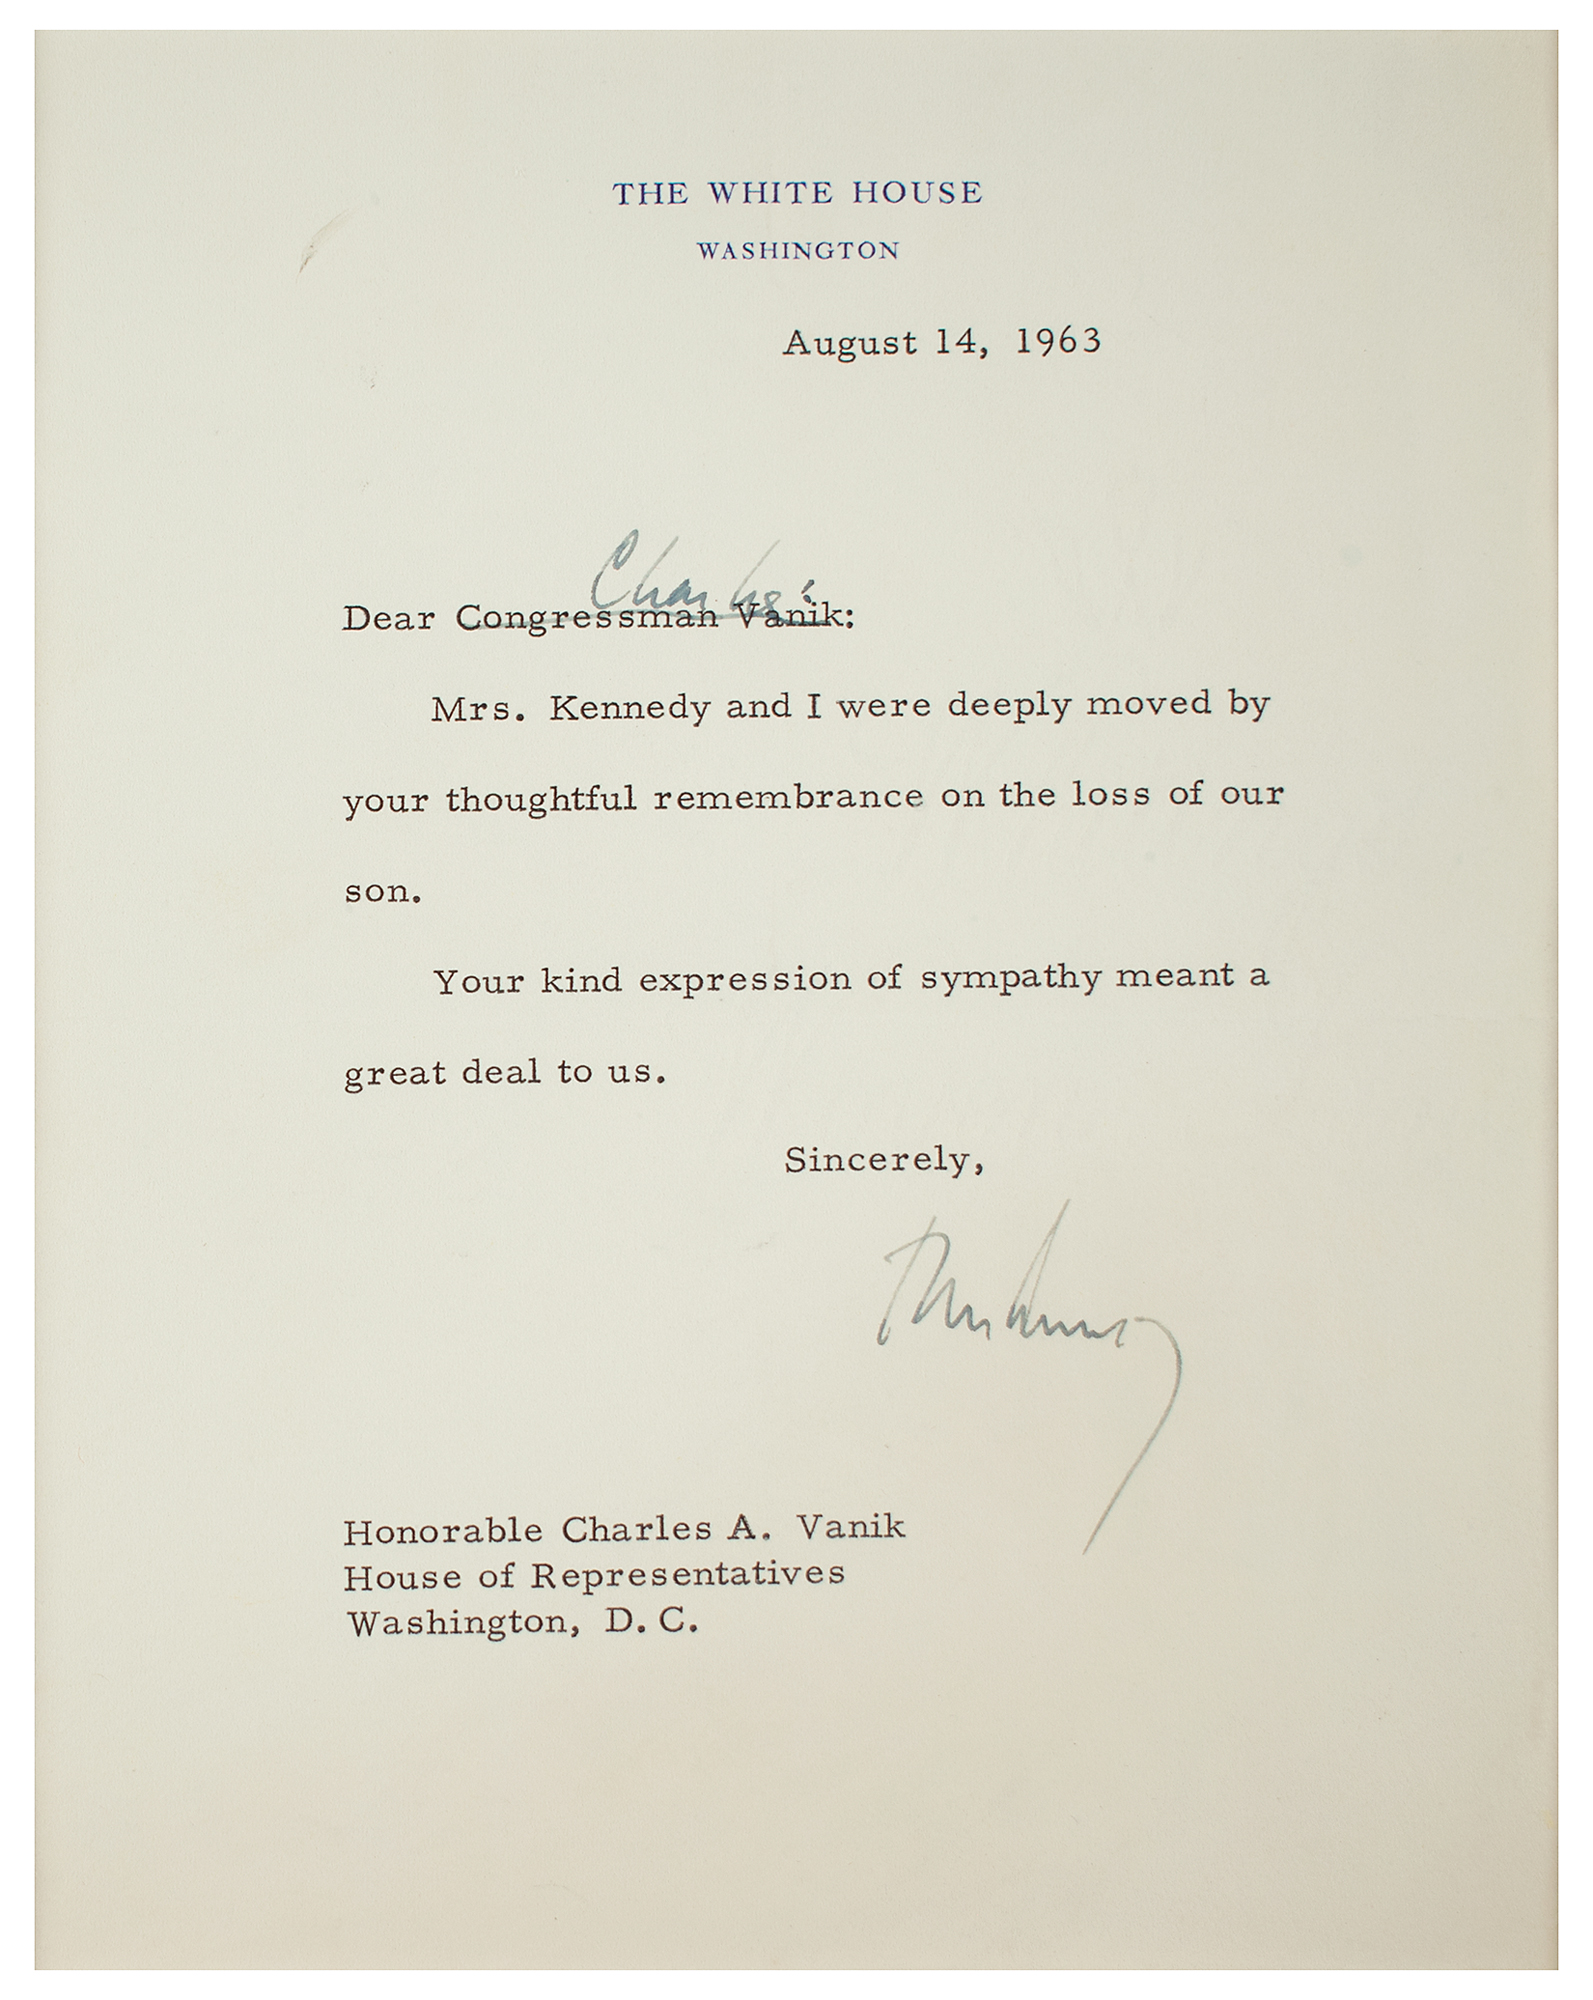 THE WHITE HOUSE
WASHINGTON
August 14, 1963
Charles
Dear Congressman Vanik:
Mrs. Kennedy and I were deeply moved by
your thoughtful remembrance on the loss of our
son.
Your kind expression of sympathy meant a
great deal to us.
Sincerely,
Honorable Charles A. Vanik
House of Representatives
Washington, D. C.